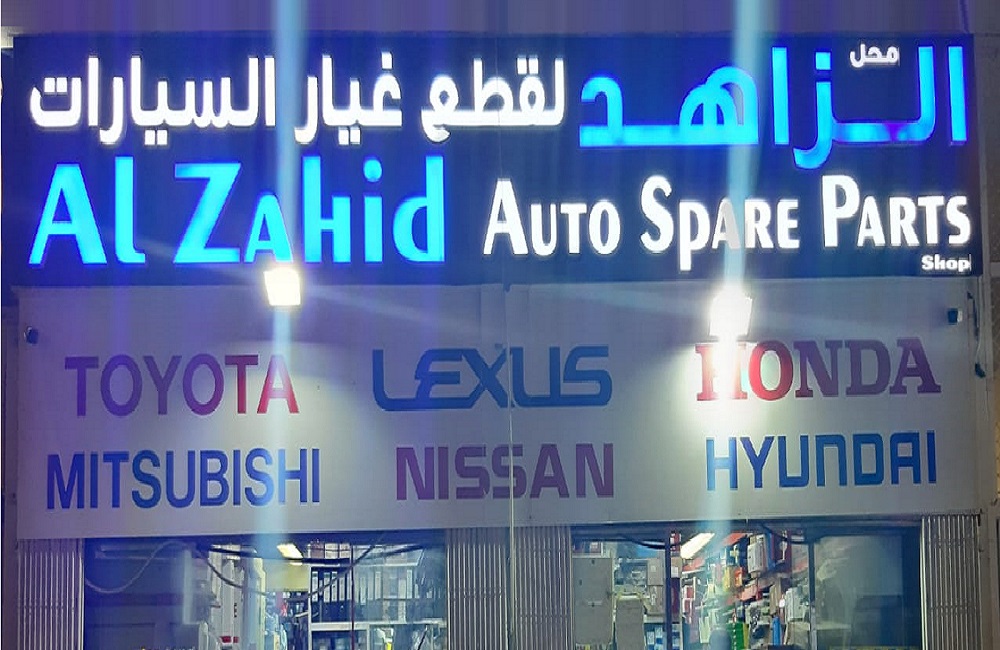 محل
الزاهد لقطع غيار السيارات
Al Zahid Auto Spare Parts
Shop
TOYOTA LEXUS HONDA
MITSUBISHI NISSAN HYUNDAI